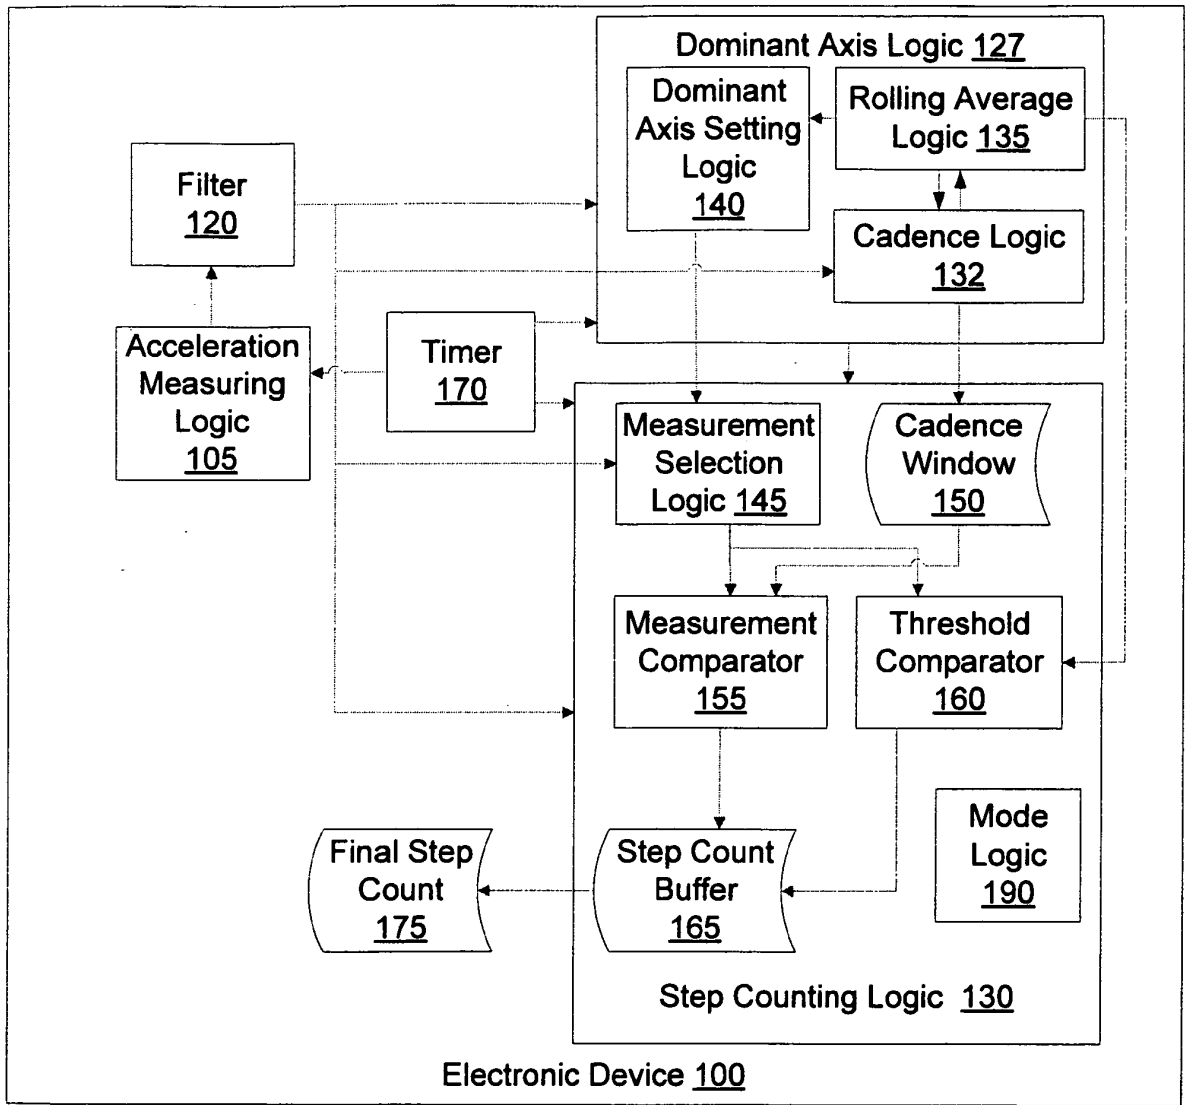 Dominant Axis Logic 127
Dominant
Axis Setting
Logic
140
Rolling Average
Logic 135
Filter
120
Cadence Logic
132
Acceleration
Measuring
Logic
105
Timer
170
Measurement
Selection
Logic 145
Cadence
Window
150
Measurement
Comparator
155
Threshold
Comparator
160
Mode
Logic
190
Final Step
Count
175
Step Count
Buffer
165
Step Counting Logic 130
Electronic Device 100